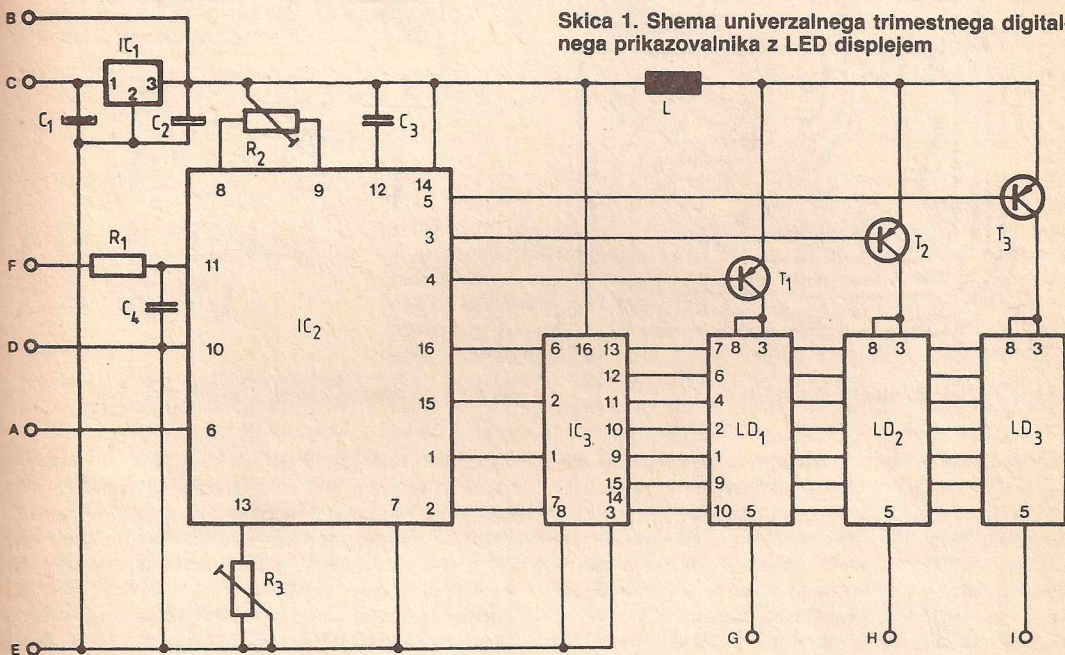 Skica 1. Shema univerzalnega trimestnega digital-
nega prikazovalnika z LED displejem
B
IC1
C
1 3
2
C1
C2
R2
C3
L
8 9 12 14
5
T3
3
T2
R1
F
11
4
T1
C4
IC2
D
10
16
6 16 13
7 8 3
8 3
8 3
12
6
15
2
11
4
A
6
IC3
10
2
LD1
LD2
LD3
1
1
9
1
15
9
14
13
7
2
7
8
3
10
5
5
5
R3
G
H
I
E